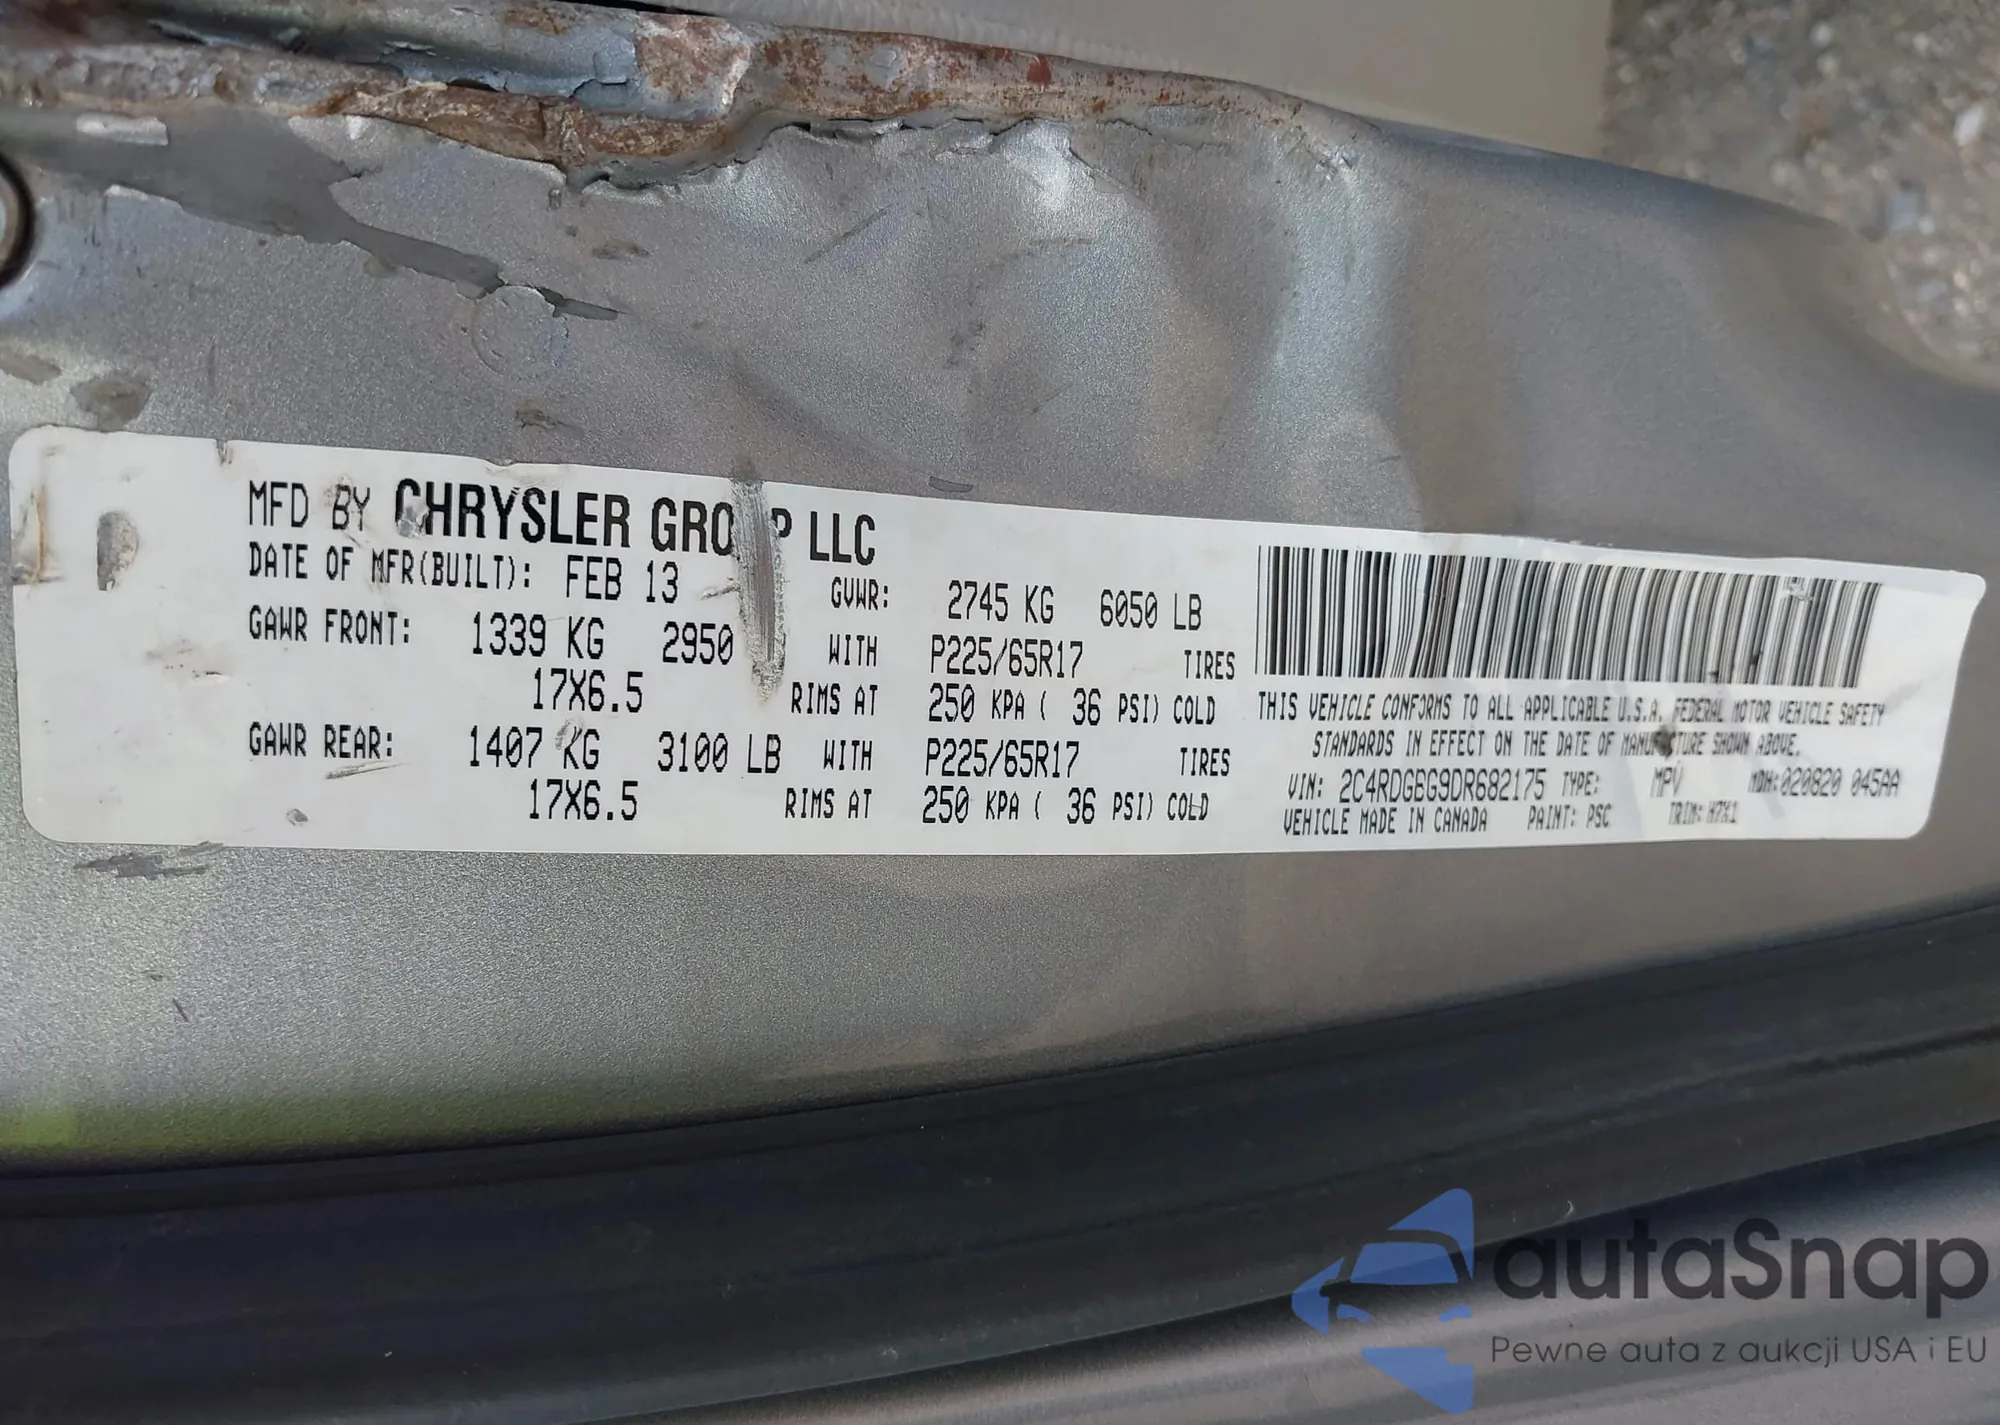 MFD BY CHRYSLER GROUP LLC
DATE OF MFR(BUILT): FEB 13 GVWR: 2745 KG 6050 LB
GAWR FRONT: 1339 KG 2950 WITH P225/65R17 TIRES
17X6.5 RIMS AT 250 KPA ( 36 PSI) COLD
GAWR REAR: 1407 KG 3100 LB WITH P225/65R17 TIRES
17X6.5 RIMS AT 250 KPA ( 36 PSI) COLD
THIS VEHICLE CONFORMS TO ALL APPLICABLE U.S.A. FEDERAL MOTOR VEHICLE SAFETY
STANDARDS IN EFFECT ON THE DATE OF MANUFACTURE SHOWN ABOVE.
VIN: 2C4RDGBG9DR682175 TYPE: MPV MDH:020820 045AA
VEHICLE MADE IN CANADA PAINT: PSC TRIM:
autaSnap
Pewne auta z aukcji USA i EU